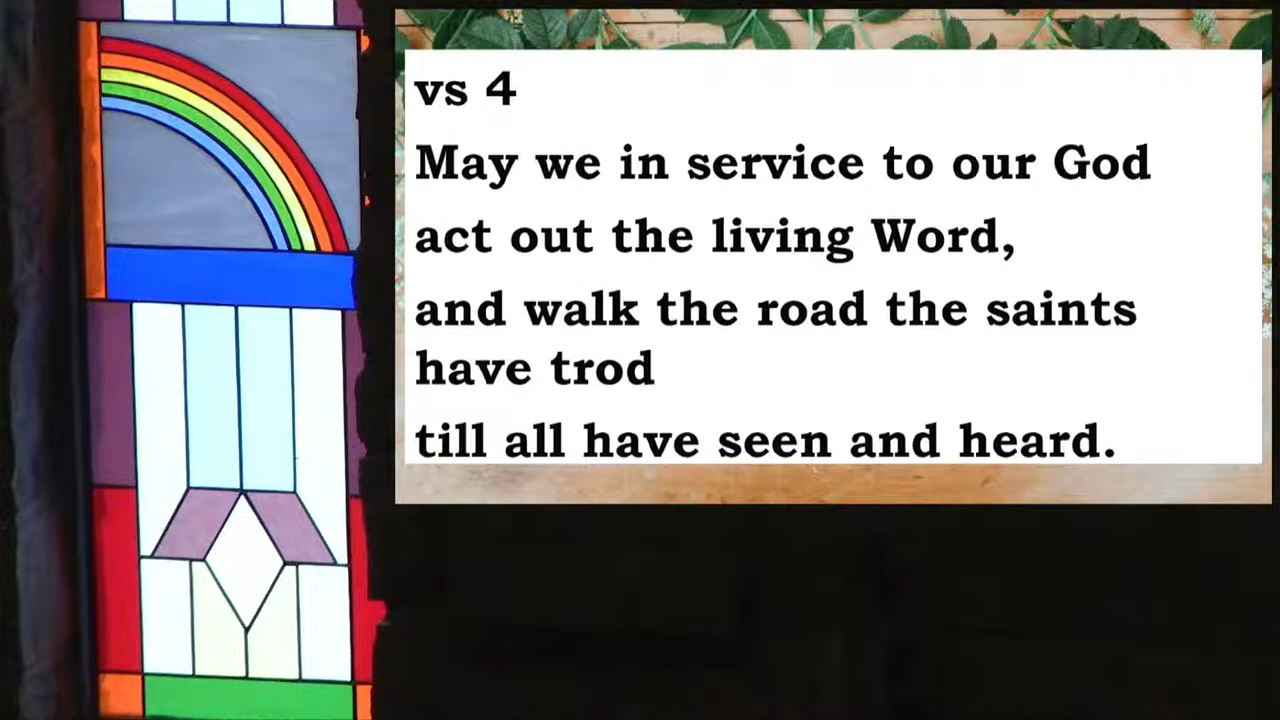 vs 4
May we in service to our God
act out the living Word,
and walk the road the saints
have trod
till all have seen and heard.